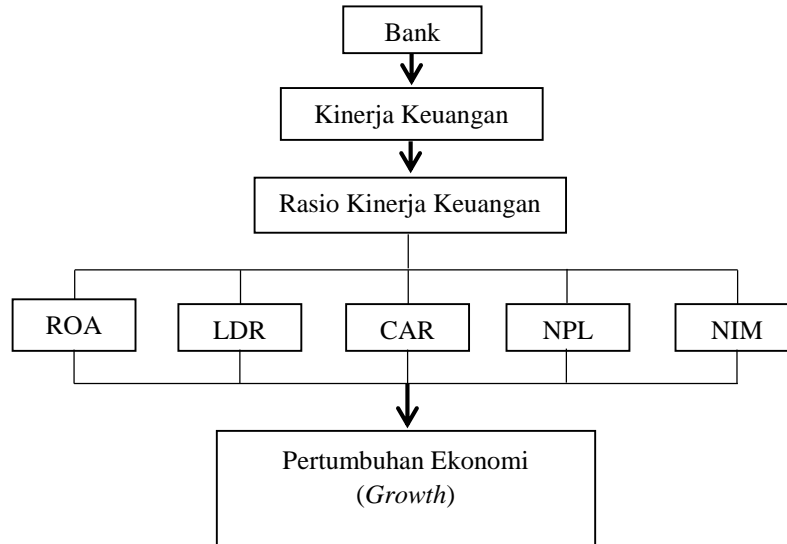 Bank
Kinerja Keuangan
Rasio Kinerja Keuangan
ROA
LDR
CAR
NPL
NIM
Pertumbuhan Ekonomi
(Growth)